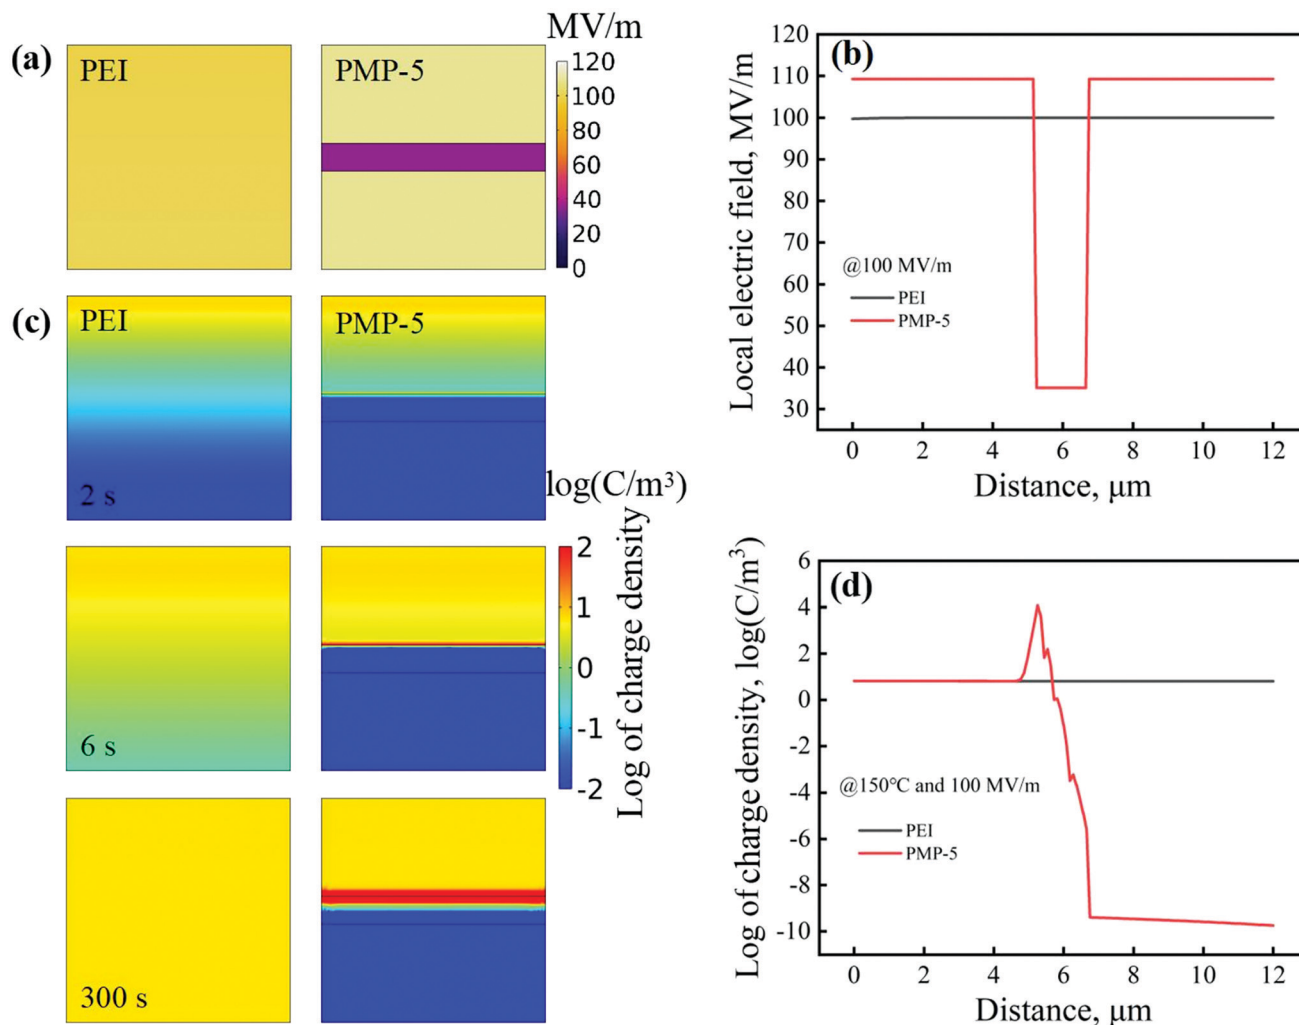 (a)
PEI
PMP-5
MV/m
120
100
80
60
40
20
0
(b)
120
110
100
90
80
70
60
50
40
30
Local electric field, MV/m
@100 MV/m
PEI
PMP-5
0
2
4
6
8
10
12
Distance, μm
(c)
PEI
PMP-5
2 s
log(C/m³)
6 s
2
1
0
-1
-2
Log of charge density
300 s
(d)
6
4
2
0
-2
-4
-6
-8
-10
Log of charge density, log(C/m³)
@150℃ and 100 MV/m
PEI
PMP-5
0
2
4
6
8
10
12
Distance, μm